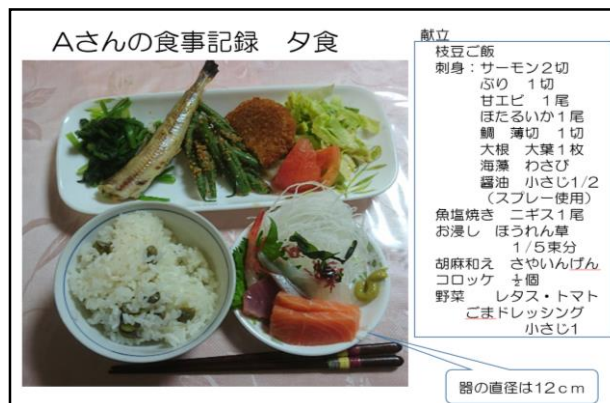 Aさんの食事記録　夕食
献立
枝豆ご飯
刺身：サーモン２切
ぶり　１切
甘エビ　１尾
ほたるいか１尾
鯛　薄切　１切
大根　大葉１枚
海藻　わさび
醤油　小さじ1/2
（スプレー使用）
魚塩焼き　ニギス１尾
お浸し　ほうれん草
１／５束分
胡麻和え　さやいんげん
コロッケ　½個
野菜　　レタス・トマト
ごまドレッシング
小さじ１
器の直径は12ｃｍ